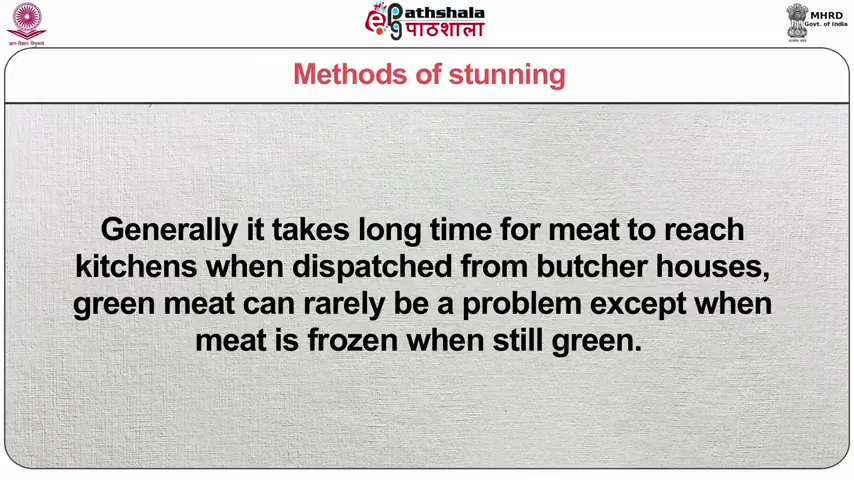 ePathshala
पाठशाला
MHRD
Govt. of India
Methods of stunning
Generally it takes long time for meat to reach
kitchens when dispatched from butcher houses,
green meat can rarely be a problem except when
meat is frozen when still green.